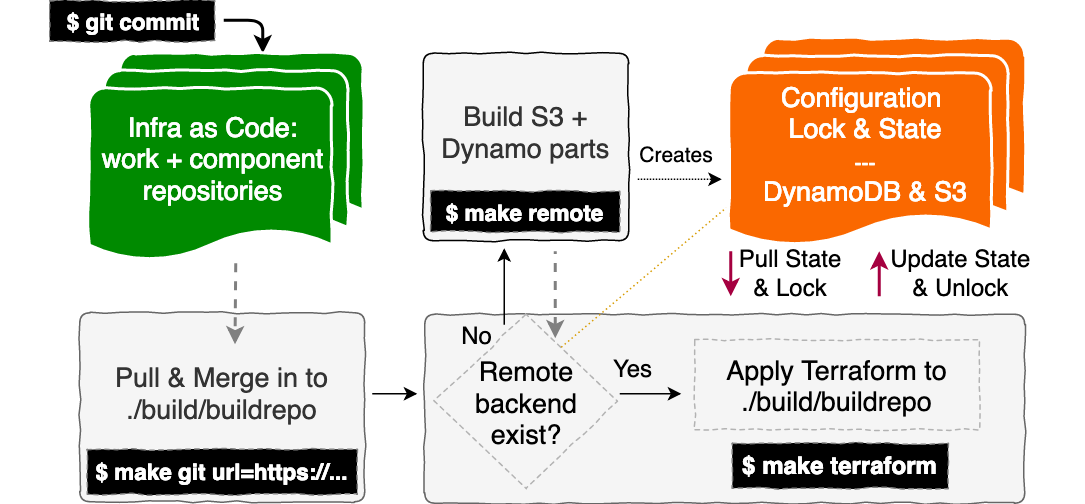 $ git commit
Infra as Code:
work + component
repositories
Build S3 +
Dynamo parts
$ make remote
Creates
Configuration
Lock & State
---
DynamoDB & S3
Pull State
& Lock
Update State
& Unlock
Pull & Merge in to
./build/buildrepo
$ make git url=https://...
No
Remote
backend
exist?
Yes
Apply Terraform to
./build/buildrepo
$ make terraform